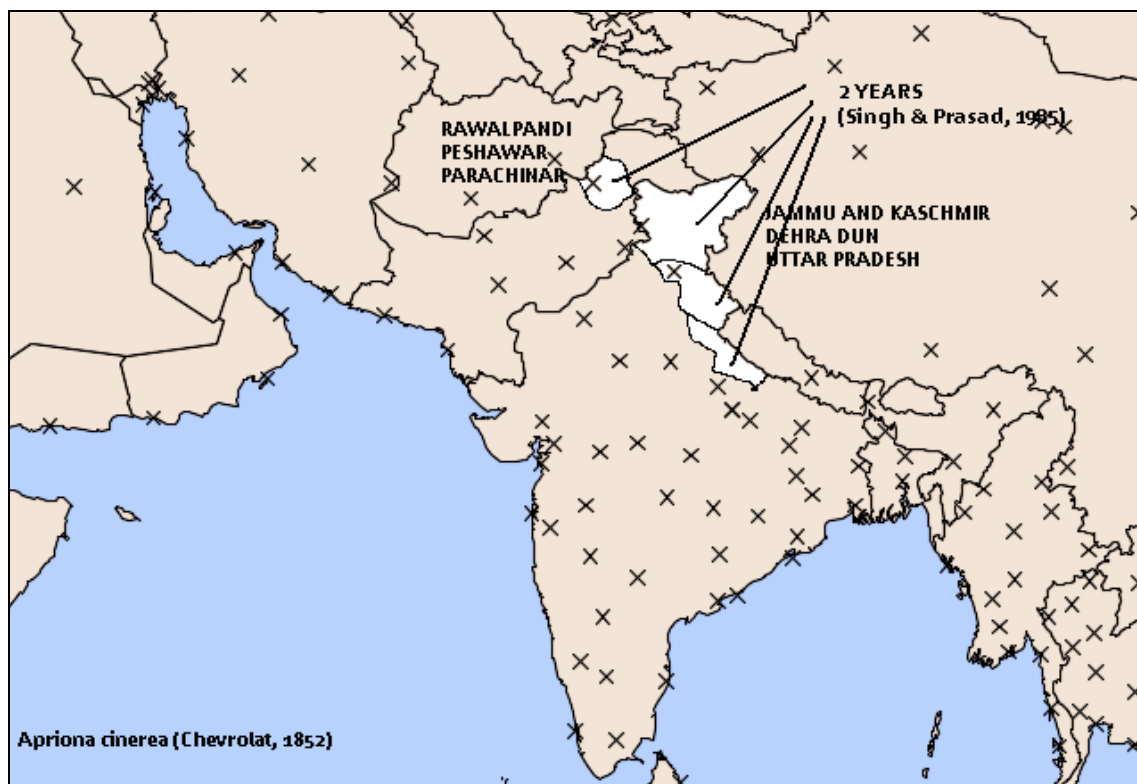 2 YEARS
(Singh & Prasad, 1985)
RAWALPANDI
PESHAWAR
PARACHINAR
JAMMU AND KASCHMIR
DEHRA DUN
UTTAR PRADESH
Apriona cinerea (Chevrolat, 1852)